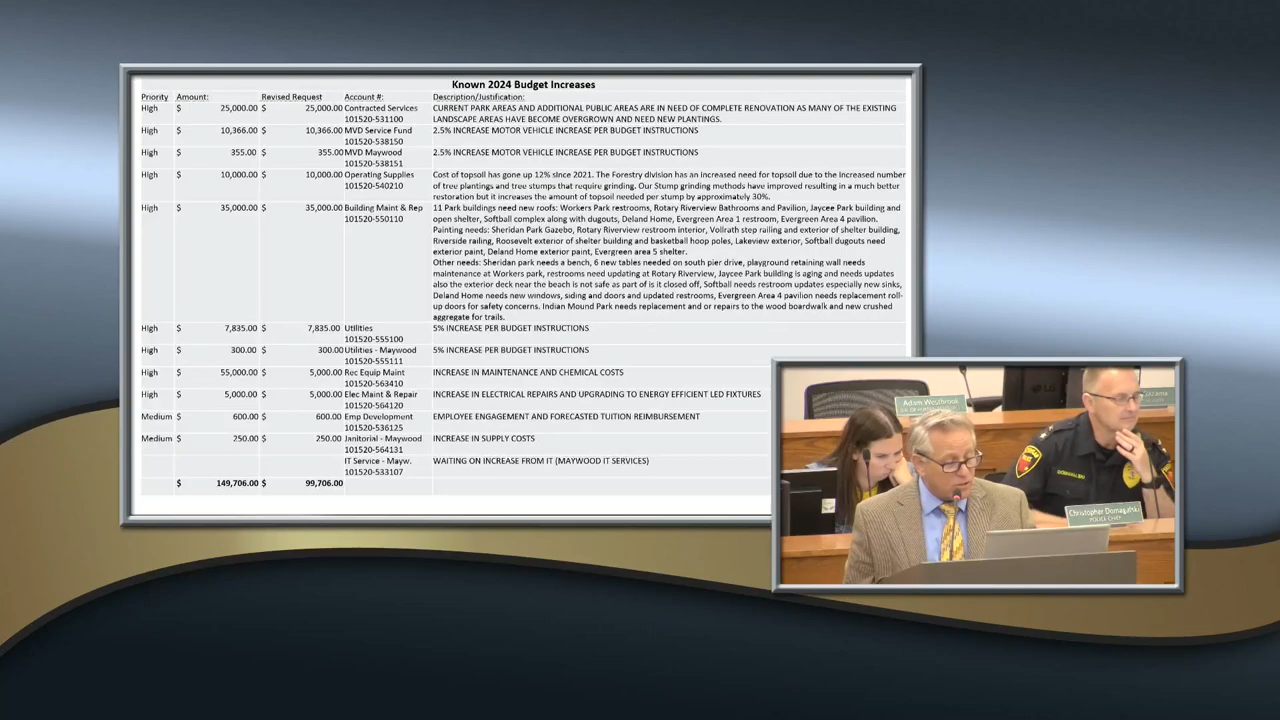 Known 2024 Budget Increases
Priority Amount: Revised Request Account #: Description/Justification:
High $ 25,000.00 $ 25,000.00 Contracted Services CURRENT PARK AREAS AND ADDITIONAL PUBLIC AREAS ARE IN NEED OF COMPLETE RENOVATION AS MANY OF THE EXISTING
101520-531100 LANDSCAPE AREAS HAVE BECOME OVERGROWN AND NEED NEW PLANTINGS.
High $ 10,366.00 $ 10,366.00 MVD Service Fund 2.5% INCREASE MOTOR VEHICLE INCREASE PER BUDGET INSTRUCTIONS
101520-538150
High $ 355.00 $ 355.00 MVD Maywood 2.5% INCREASE MOTOR VEHICLE INCREASE PER BUDGET INSTRUCTIONS
101520-538151
High $ 10,000.00 $ 10,000.00 Operating Supplies Cost of topsoil has gone up 12% since 2021. The Forestry division has an increased need for topsoil due to the increased number
101520-540210 of tree plantings and tree stumps that require grinding. Our Stump grinding methods have improved resulting in a much better
restoration but it increases the amount of topsoil needed per stump by approximately 30%.
High $ 35,000.00 $ 35,000.00 Building Maint & Rep 11 Park buildings need new roofs: Workers Park restrooms, Rotary Riverview Bathrooms and Pavilion, Jaycee Park building and
101520-550110 open shelter, Softball complex along with dugouts, Deland Home, Evergreen Area 1 restroom, Evergreen Area 4 pavilion.
Painting needs: Sheridan Park Gazebo, Rotary Riverview restroom interior, Vollrath step railing and exterior of shelter building,
Riverside railing, Roosevelt exterior of shelter building and basketball hoop poles, Lakeview exterior, Softball dugouts need
exterior paint, Deland Home exterior paint, Evergreen area 5 shelter.
Other needs: Sheridan park needs a bench, 6 new tables needed on south pier drive, playground retaining wall needs
maintenance at Workers park, restrooms need updating at Rotary Riverview, Jaycee Park building is aging and needs updates
also the exterior deck near the beach is not safe as part of is it closed off, Softball needs restroom updates especially new sinks,
Deland Home needs new windows, siding and doors and updated restrooms, Evergreen Area 4 pavilion needs replacement roll-
up doors for safety concerns. Indian Mound Park needs replacement and or repairs to the wood boardwalk and new crushed
aggregate for trails.
High $ 7,835.00 $ 7,835.00 Utilities 5% INCREASE PER BUDGET INSTRUCTIONS
101520-555100
High $ 300.00 $ 300.00 Utilities - Maywood 5% INCREASE PER BUDGET INSTRUCTIONS
101520-555111
High $ 55,000.00 $ 5,000.00 Rec Equip Maint INCREASE IN MAINTENANCE AND CHEMICAL COSTS
101520-563410
High $ 5,000.00 $ 5,000.00 Elec Maint & Repair INCREASE IN ELECTRICAL REPAIRS AND UPGRADING TO ENERGY EFFICIENT LED FIXTURES
101520-564120
Medium $ 600.00 $ 600.00 Emp Development EMPLOYEE ENGAGEMENT AND FORECASTED TUITION REIMBURSEMENT
101520-536125
Medium $ 250.00 $ 250.00 Janitorial - Maywood INCREASE IN SUPPLY COSTS
101520-564131
IT Service - Mayw. WAITING ON INCREASE FROM IT (MAYWOOD IT SERVICES)
101520-533107
$ 149,706.00 $ 99,706.00
LG
Adam Westbrook
Christopher Domagalski
POLICE CHIEF